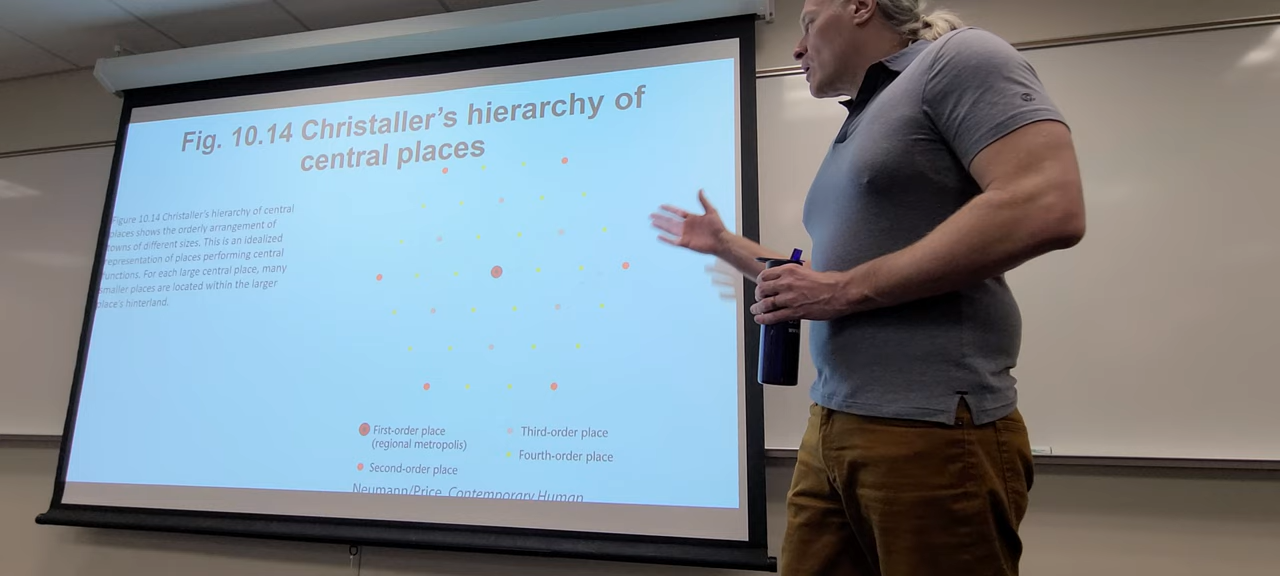 Fig. 10.14 Christaller's hierarchy of
central places
Figure 10.14 Christaller's hierarchy of central
places shows the orderly arrangement of
towns of different sizes. This is an idealized
representation of places performing central
functions. For each large central place, many
smaller places are located within the larger
place's hinterland.
First-order place
(regional metropolis)
Second-order place
Third-order place
Fourth-order place
Neumann/Price, Contemporary Human